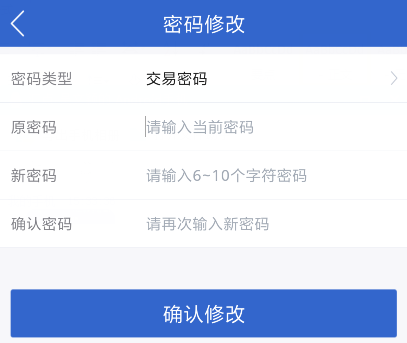 密码修改
密码类型 交易密码
原密码 请输入当前密码
新密码 请输入6~10个字符密码
确认密码 请再次输入新密码
确认修改